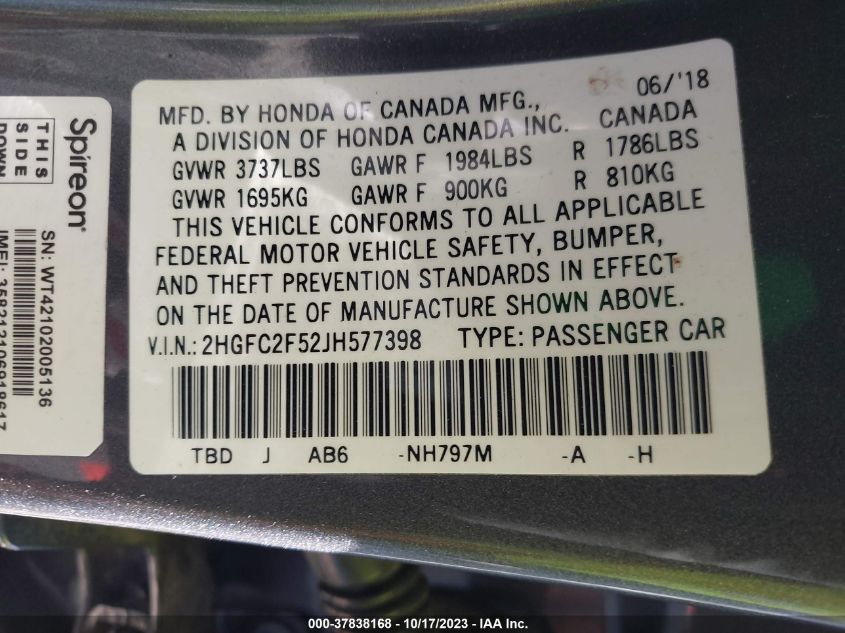 06/'18
MFD. BY HONDA OF CANADA MFG.,
A DIVISION OF HONDA CANADA INC. CANADA
GVWR 3737LBS GAWR F 1984LBS R 1786LBS
GVWR 1695KG GAWR F 900KG R 810KG
THIS VEHICLE CONFORMS TO ALL APPLICABLE
FEDERAL MOTOR VEHICLE SAFETY, BUMPER,
AND THEFT PREVENTION STANDARDS IN EFFECT
ON THE DATE OF MANUFACTURE SHOWN ABOVE.
V.I.N.: 2HGFC2F52JH577398 TYPE: PASSENGER CAR
TBD J AB6 -NH797M -A -H
Spireon®
THIS
SIDE
DOWN
SN: WT42102005136
IMEI:
000-37838168 - 10/17/2023 - IAA Inc.